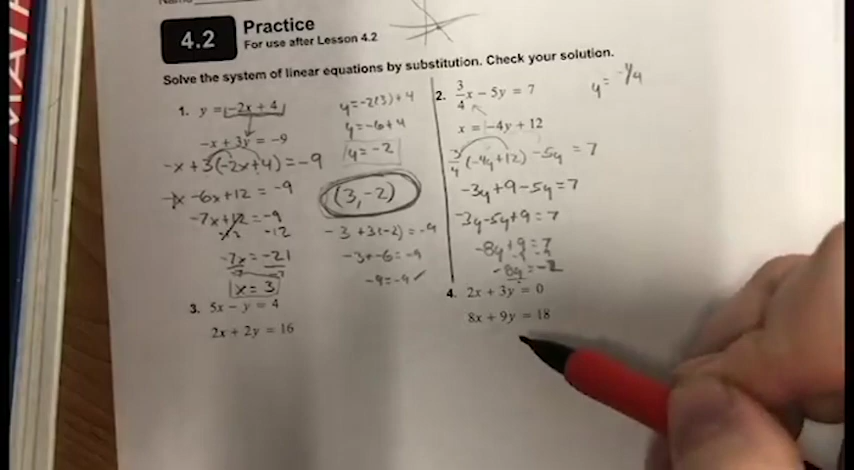 4.2
Practice
For use after Lesson 4.2
Solve the system of linear equations by substitution. Check your solution.
1. y = -2x + 4
-x + 3y = -9
-x + 3(-2x+4) = -9
-x -6x+12 = -9
-7x+12 = -9
-12 -12
-7x = -21
-7 -7
x = 3
y=-2(3)+4
y=-6+4
y=-2
(3,-2)
-3 +3(-2) = -9
-3+-6=-9
-9=-9 ✓
2. 3/4x - 5y = 7
x = -4y + 12
3/4(-4y+12) -5y = 7
-3y+9-5y=7
-3y-5y+9=7
-8y+9=7
-8y=-2
y=
3. 5x - y = 4
2x + 2y = 16
4. 2x + 3y = 0
8x + 9y = 18